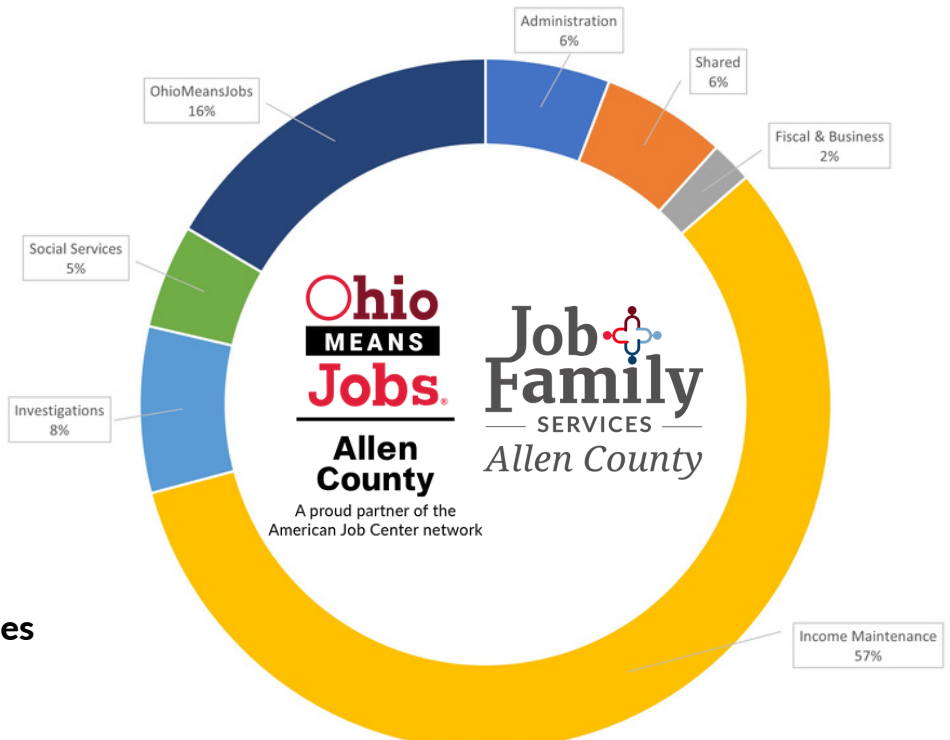 Administration
6%
Shared
6%
Fiscal & Business
2%
OhioMeansJobs
16%
Social Services
5%
Investigations
8%
Income Maintenance
57%
Ohio
MEANS
Jobs®
Allen
County
A proud partner of the
American Job Center network
Job
Family
SERVICES
Allen County
es